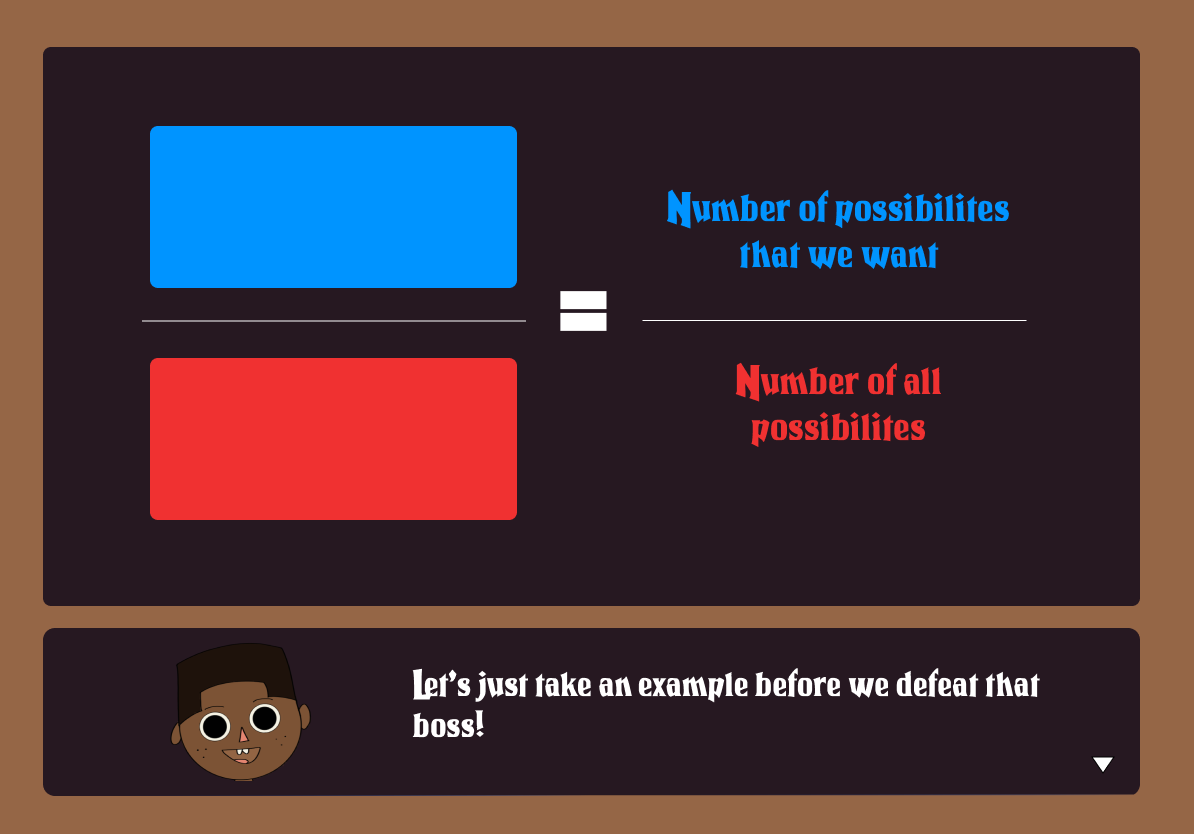 Number of possibilites
that we want
Number of all
possibilites
Let's just take an example before we defeat that
boss!